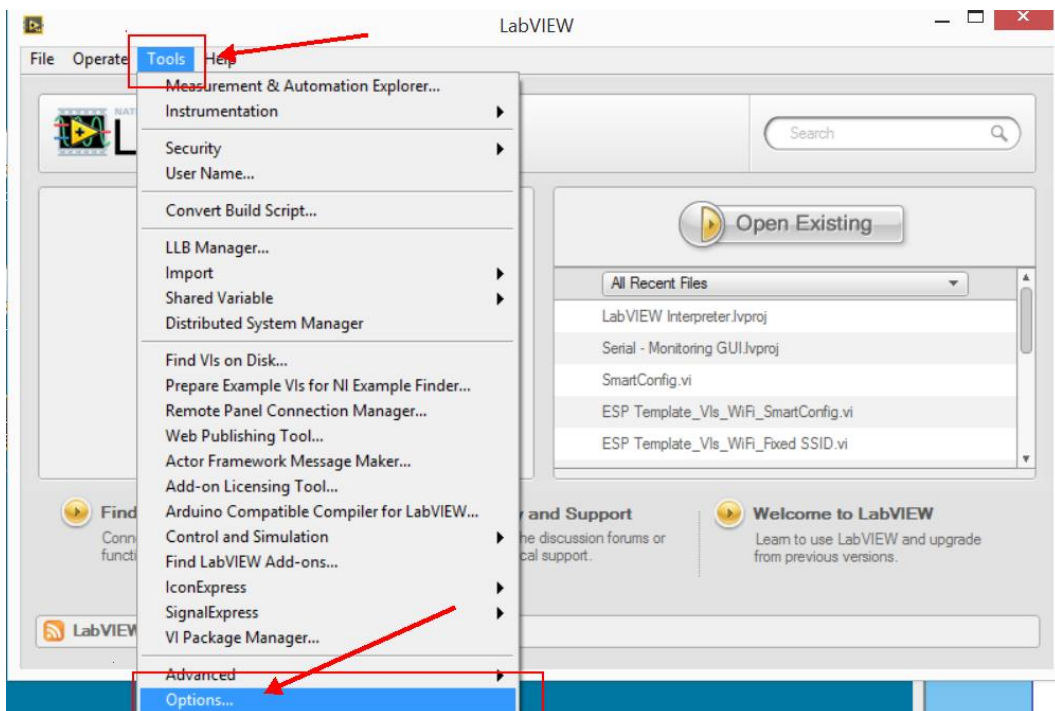 LabVIEW
File Operate Tools Help
Measurement & Automation Explorer...
Instrumentation
Security
User Name...
Convert Build Script...
LLB Manager...
Import
Shared Variable
Distributed System Manager
Find VIs on Disk...
Prepare Example VIs for NI Example Finder...
Remote Panel Connection Manager...
Web Publishing Tool...
Actor Framework Message Maker...
Add-on Licensing Tool...
Arduino Compatible Compiler for LabVIEW...
Control and Simulation
Find LabVIEW Add-ons...
IconExpress
SignalExpress
VI Package Manager...
Advanced
Options...
NAT
L
Search
Open Existing
All Recent Files
LabVIEW Interpreter.lvproj
Serial - Monitoring GUI.lvproj
SmartConfig.vi
ESP Template_VIs_WiFi_SmartConfig.vi
ESP Template_VIs_WiFi_Fixed SSID.vi
Find
Conn
functi
and Support
he discussion forums or
cal support.
Welcome to LabVIEW
Learn to use LabVIEW and upgrade
from previous versions.
LabVIEW